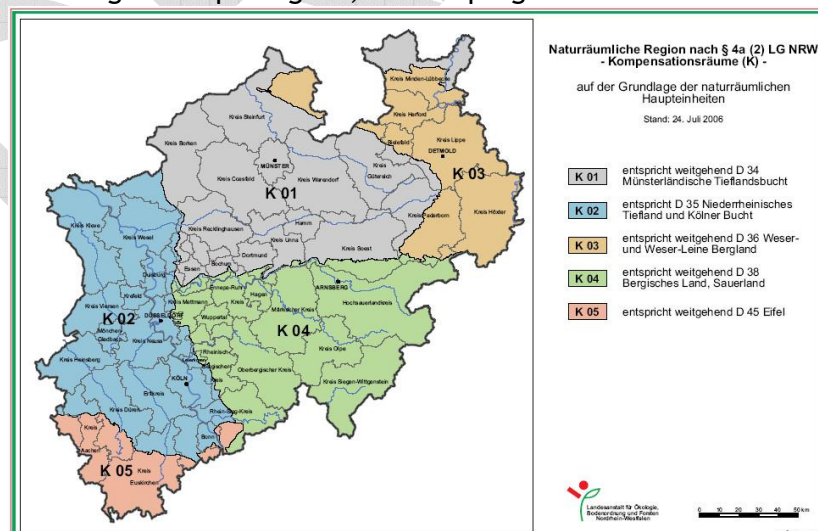 Naturräumliche Region nach § 4a (2) LG NRW
- Kompensationsräume (K) -
auf der Grundlage der naturräumlichen
Haupteinheiten
Stand: 24. Juli 2006
K 01 entspricht weitgehend D 34
Münsterländische Tieflandsbucht
K 02 entspricht D 35 Niederrheinisches
Tiefland und Kölner Bucht
K 03 entspricht weitgehend D 36 Weser-
und Weser-Leine Bergland
K 04 entspricht weitgehend D 38
Bergisches Land, Sauerland
K 05 entspricht weitgehend D 45 Eifel
Kreis Minden-Lübbecke
Kreis Steinfurt
Kreis Herford
Kreis Borken
Bielefeld
Kreis Lippe
DETMOLD
MÜNSTER
Kreis Coesfeld
Kreis Warendorf
Kreis
Gütersloh
K 01
K 03
Kreis Kleve
Kreis Wesel
Kreis Recklinghausen
Hamm
Kreis Paderborn
Kreis Höxter
Kreis Unna
Kreis Soest
Dortmund
Bochum
Essen
Duisburg
Krefeld
Kreis Viersen
K 02
DÜSSELDORF
Kreis Mettmann
Ennepe-Ruhr
Kreis
Hagen
ARNSBERG
Hochsauerlandkreis
Märkischer Kreis
Wuppertal
K 04
Mönchen
Gladbach
Kreis Neuss
Kreis Heinsberg
Rheinisch
Bergischer
Kreis
Oberbergischer Kreis
Kreis Olpe
Kreis Siegen-Wittgenstein
KÖLN
Erftkreis
Kreis Düren
Rhein-Sieg-Kreis
Bonn
Kreis
Aachen
K 05
Kreis
Euskirchen
Landesanstalt für Ökologie,
Bodenordnung und Forsten
Nordrhein-Westfalen
0 10 20 30 40 50 km